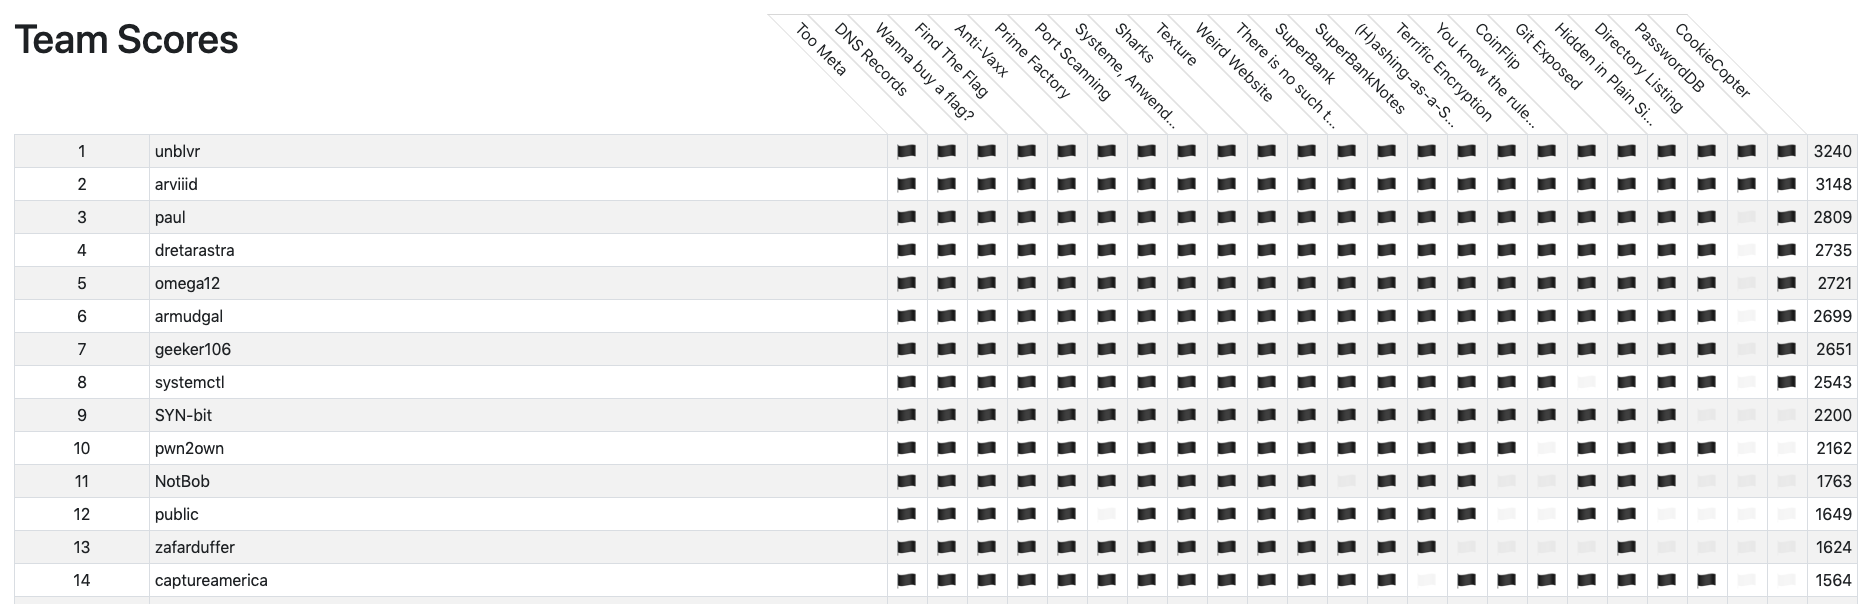 Team Scores
Too Meta
DNS Records
Wanna buy a flag?
Find The Flag
Anti-Vaxx
Prime Factory
Port Scanning
Systeme, Anwend...
Sharks
Texture
Weird Website
There is no such t...
SuperBank
SuperBankNotes
(H)ashing-as-a-S...
Terrific Encryption
You know the rule...
CoinFlip
Git Exposed
Hidden in Plain Si...
Directory Listing
PasswordDB
CookieCopter
1 unblvr 3240
2 arviiid 3148
3 paul 2809
4 dretarastra 2735
5 omega12 2721
6 armudgal 2699
7 geeker106 2651
8 systemctl 2543
9 SYN-bit 2200
10 pwn2own 2162
11 NotBob 1763
12 public 1649
13 zafarduffer 1624
14 captureamerica 1564